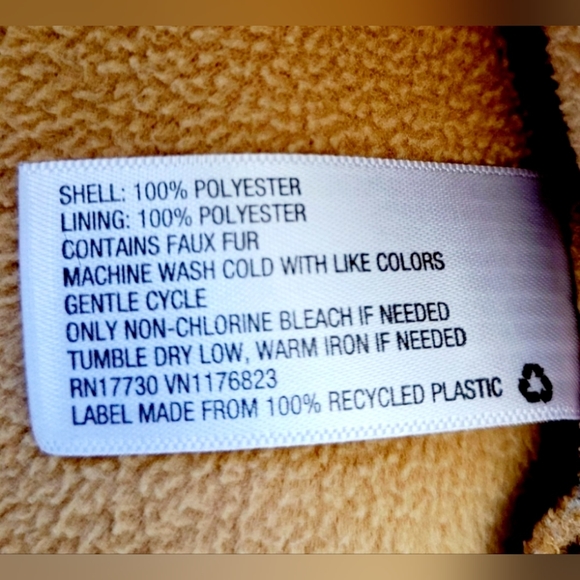 SHELL: 100% POLYESTER
LINING: 100% POLYESTER
CONTAINS FAUX FUR
MACHINE WASH COLD WITH LIKE COLORS
GENTLE CYCLE
ONLY NON-CHLORINE BLEACH IF NEEDED
TUMBLE DRY LOW, WARM IRON IF NEEDED
RN17730 VN1176823
LABEL MADE FROM 100% RECYCLED PLASTIC